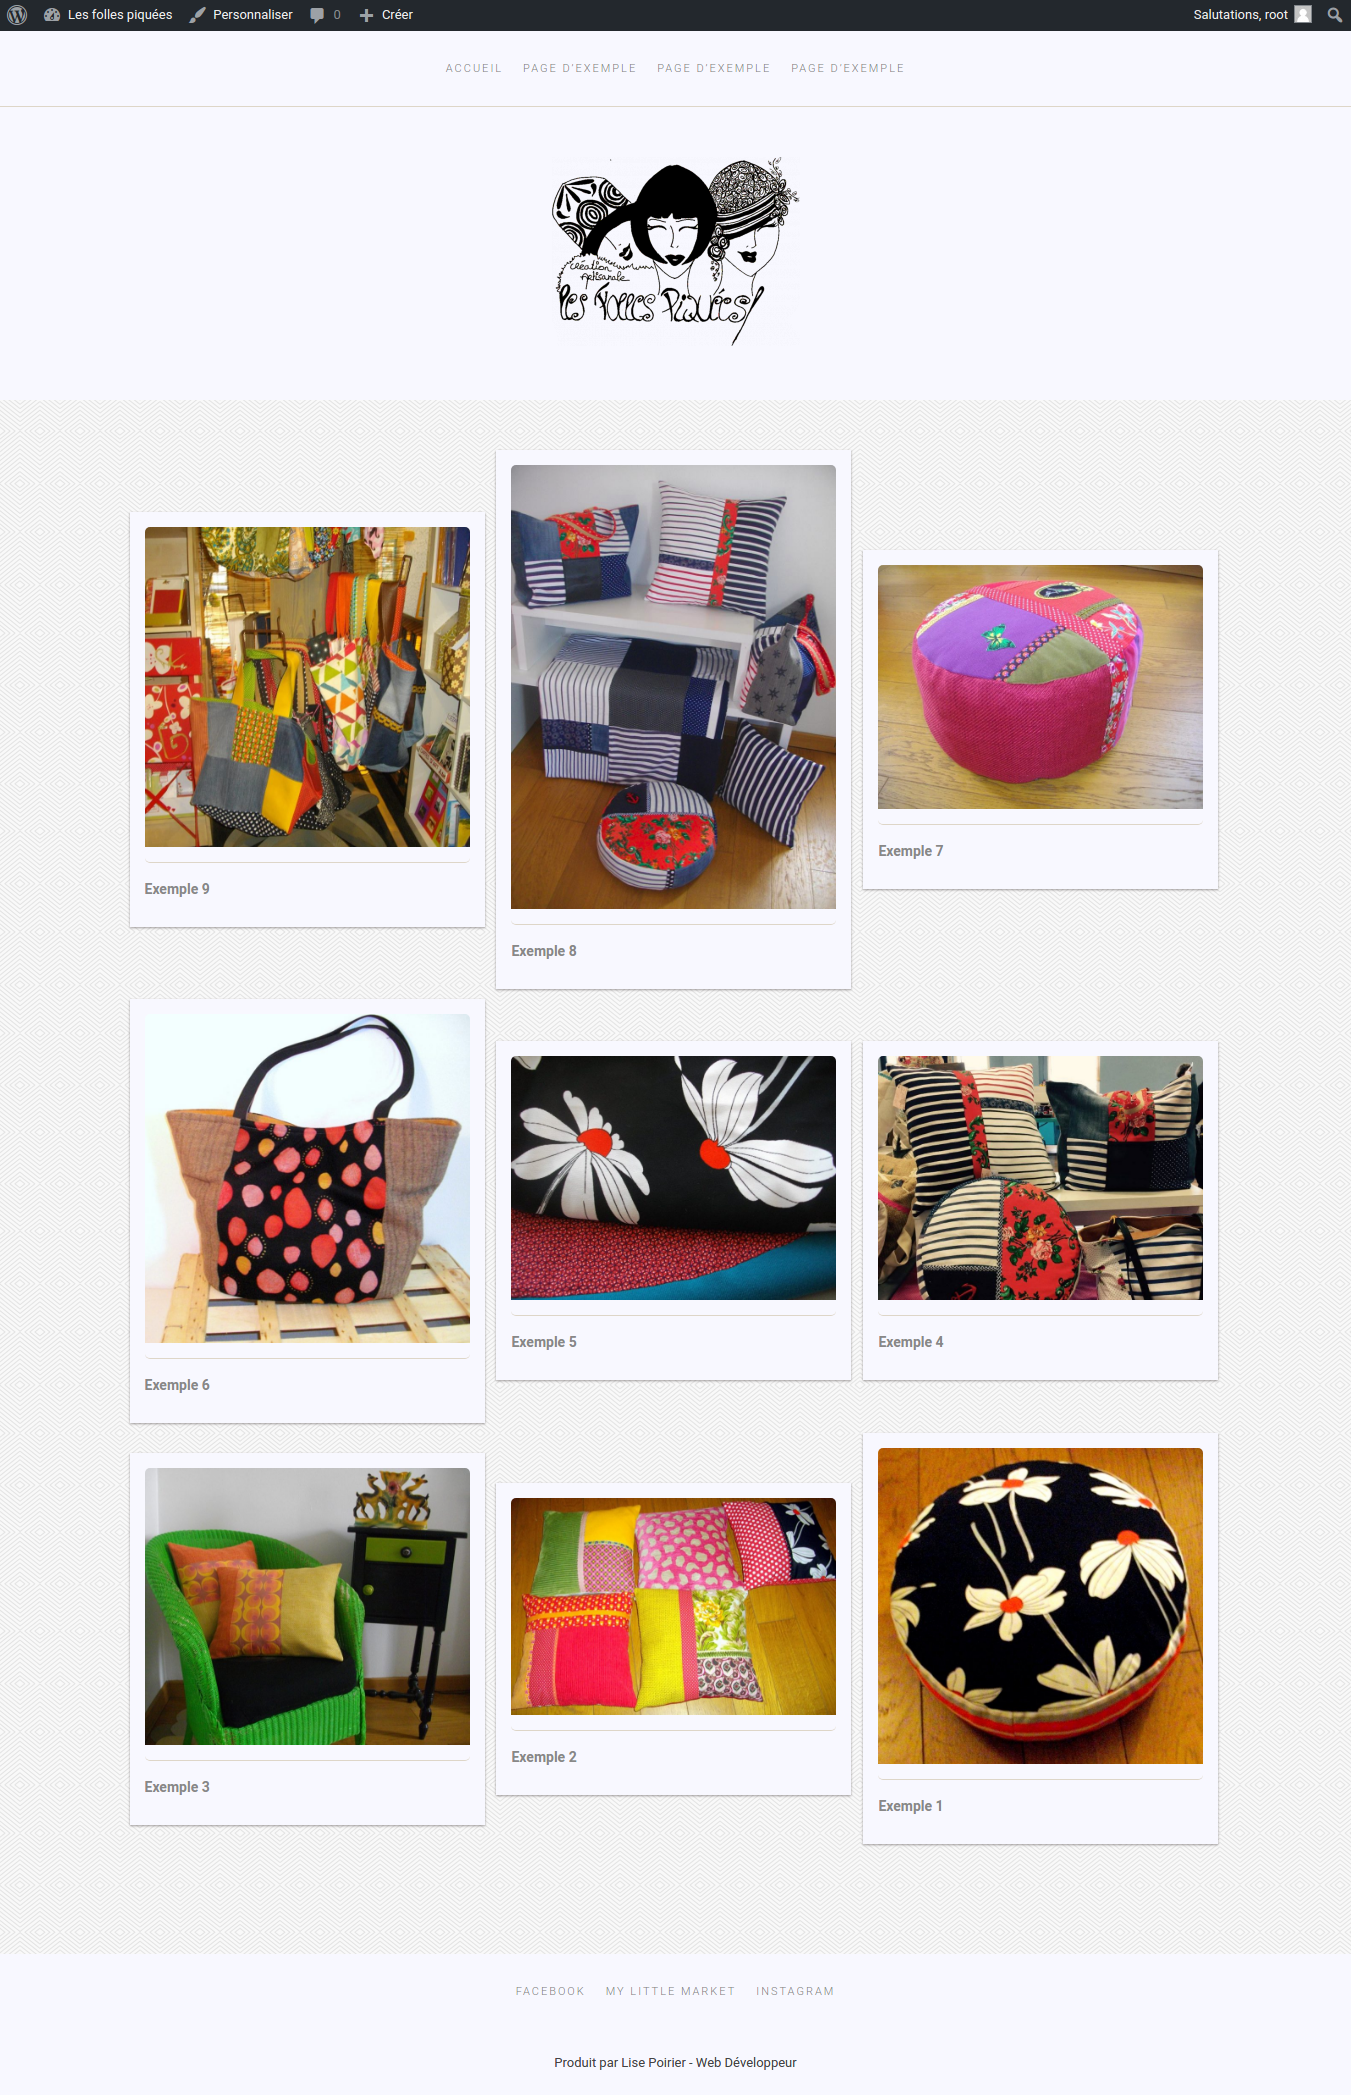 Les folles piquées Personnaliser 0 Créer Salutations, root
ACCUEIL PAGE D'EXEMPLE PAGE D'EXEMPLE PAGE D'EXEMPLE
création
Artisanale
Les Folles Piquées
Exemple 9
Exemple 8
Exemple 7
Exemple 6
Exemple 5
Exemple 4
Exemple 3
Exemple 2
Exemple 1
FACEBOOK MY LITTLE MARKET INSTAGRAM
Produit par Lise Poirier - Web Développeur